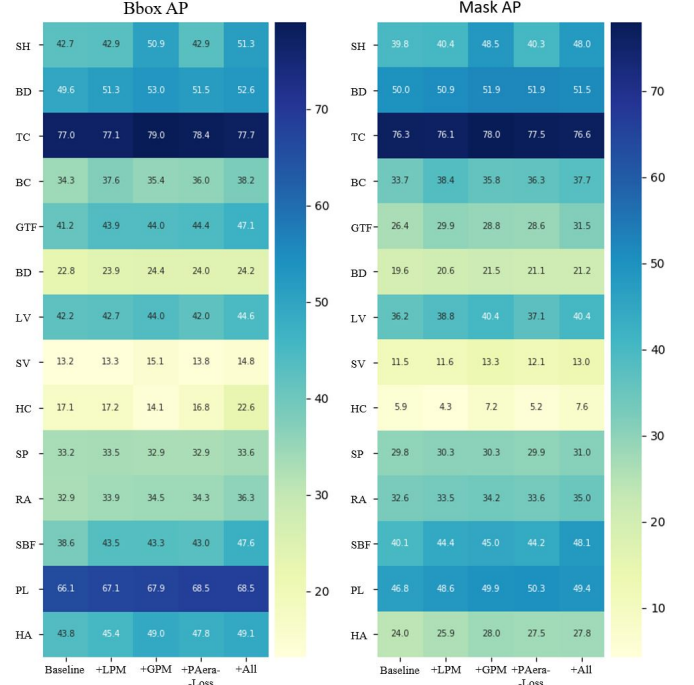 Bbox AP
SH 42.7 42.9 50.9 42.9 51.3
BD 49.6 51.3 53.0 51.5 52.6
TC 77.0 77.1 79.0 78.4 77.7
BC 34.3 37.6 35.4 36.0 38.2
GTF 41.2 43.9 44.0 44.4 47.1
BD 22.8 23.9 24.4 24.0 24.2
LV 42.2 42.7 44.0 42.0 44.6
SV 13.2 13.3 15.1 13.8 14.8
HC 17.1 17.2 14.1 16.8 22.6
SP 33.2 33.5 32.9 32.9 33.6
RA 32.9 33.9 34.5 34.3 36.3
SBF 38.6 43.5 43.3 43.0 47.6
PL 66.1 67.1 67.9 68.5 68.5
HA 43.8 45.4 49.0 47.8 49.1
Baseline +LPM +GPM +PAera- +All
-Loss
70
60
50
40
30
20
Mask AP
SH 39.8 40.4 48.5 40.3 48.0
BD 50.0 50.9 51.9 51.9 51.5
TC 76.3 76.1 78.0 77.5 76.6
BC 33.7 38.4 35.8 36.3 37.7
GTF 26.4 29.9 28.8 28.6 31.5
BD 19.6 20.6 21.5 21.1 21.2
LV 36.2 38.8 40.4 37.1 40.4
SV 11.5 11.6 13.3 12.1 13.0
HC 5.9 4.3 7.2 5.2 7.6
SP 29.8 30.3 30.3 29.9 31.0
RA 32.6 33.5 34.2 33.6 35.0
SBF 40.1 44.4 45.0 44.2 48.1
PL 46.8 48.6 49.9 50.3 49.4
HA 24.0 25.9 28.0 27.5 27.8
Baseline +LPM +GPM +PAera- +All
-Loss
70
60
50
40
30
20
10